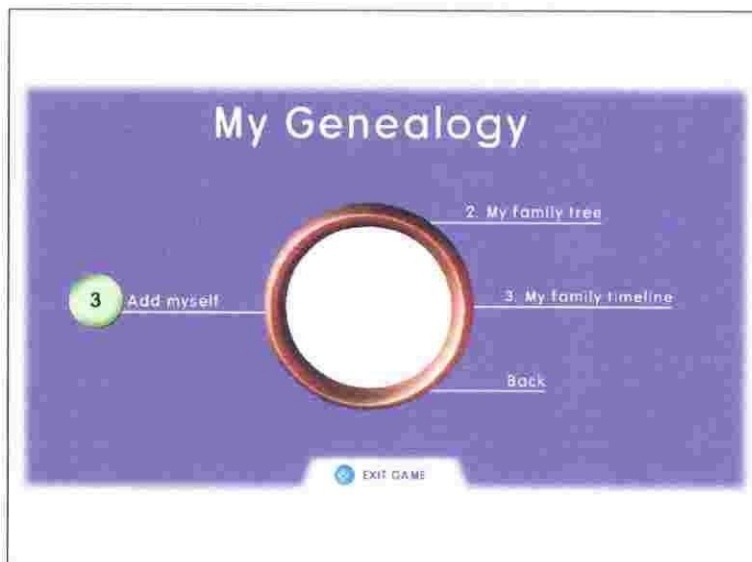 My Genealogy
2. My family tree
3 Add myself
3. My family timeline
Back
EXIT GAME